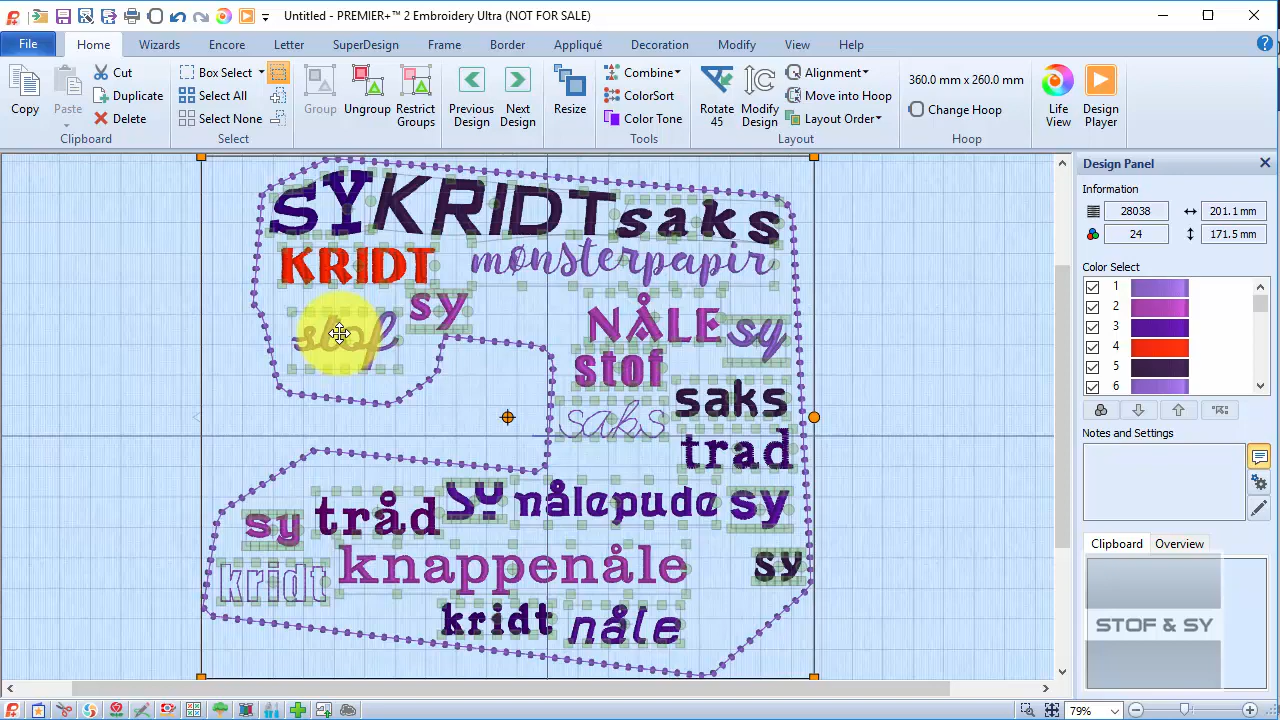 Untitled - PREMIER+™ 2 Embroidery Ultra (NOT FOR SALE)
File Home Wizards Encore Letter SuperDesign Frame Border Appliqué Decoration Modify View Help
Copy
Paste
Cut
Duplicate
Delete
Clipboard
Box Select
Select All
Select None
Select
Group
Ungroup
Restrict Groups
Previous Design
Next Design
Resize
Combine
ColorSort
Color Tone
Tools
Rotate 45
Modify Design
Alignment
Move into Hoop
Layout Order
Layout
360.0 mm x 260.0 mm
Change Hoop
Hoop
Life View
Design Player
SY KRIDT saks
KRIDT monsterpapir
sy
stof
NÅLE sy
stof
saks
saks
trad
sy tråd sy nålepude sy
kridt knappenåle sy
kridt nåle
Design Panel
Information
28038 201.1 mm
24 171.5 mm
Color Select
1
2
3
4
5
6
Notes and Settings
Clipboard Overview
STOF & SY
79%